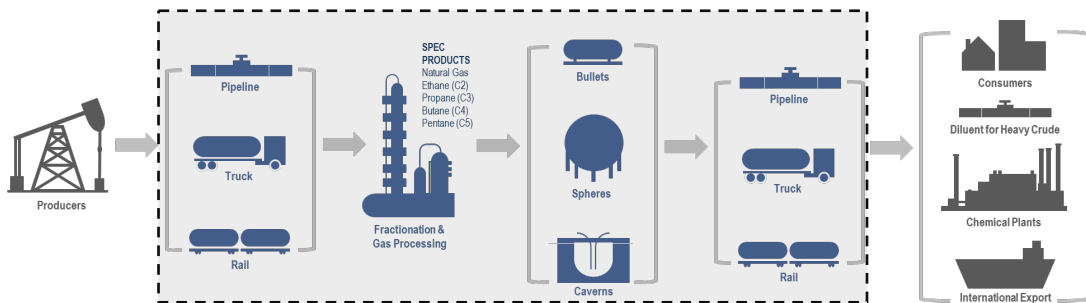 Producers
Pipeline
Truck
Rail
SPEC
PRODUCTS
Natural Gas
Ethane (C2)
Propane (C3)
Butane (C4)
Pentane (C5)
Fractionation &
Gas Processing
Bullets
Spheres
Caverns
Pipeline
Truck
Rail
Consumers
Diluent for Heavy Crude
Chemical Plants
International Export